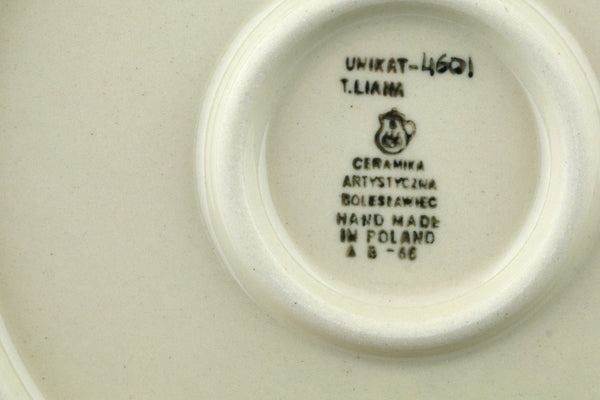 UNIKAT-4601
T.LIANA
CERAMIKA
ARTYSTYCZNA
BOLESŁAWIEC
HAND MADE
IN POLAND
A B-66